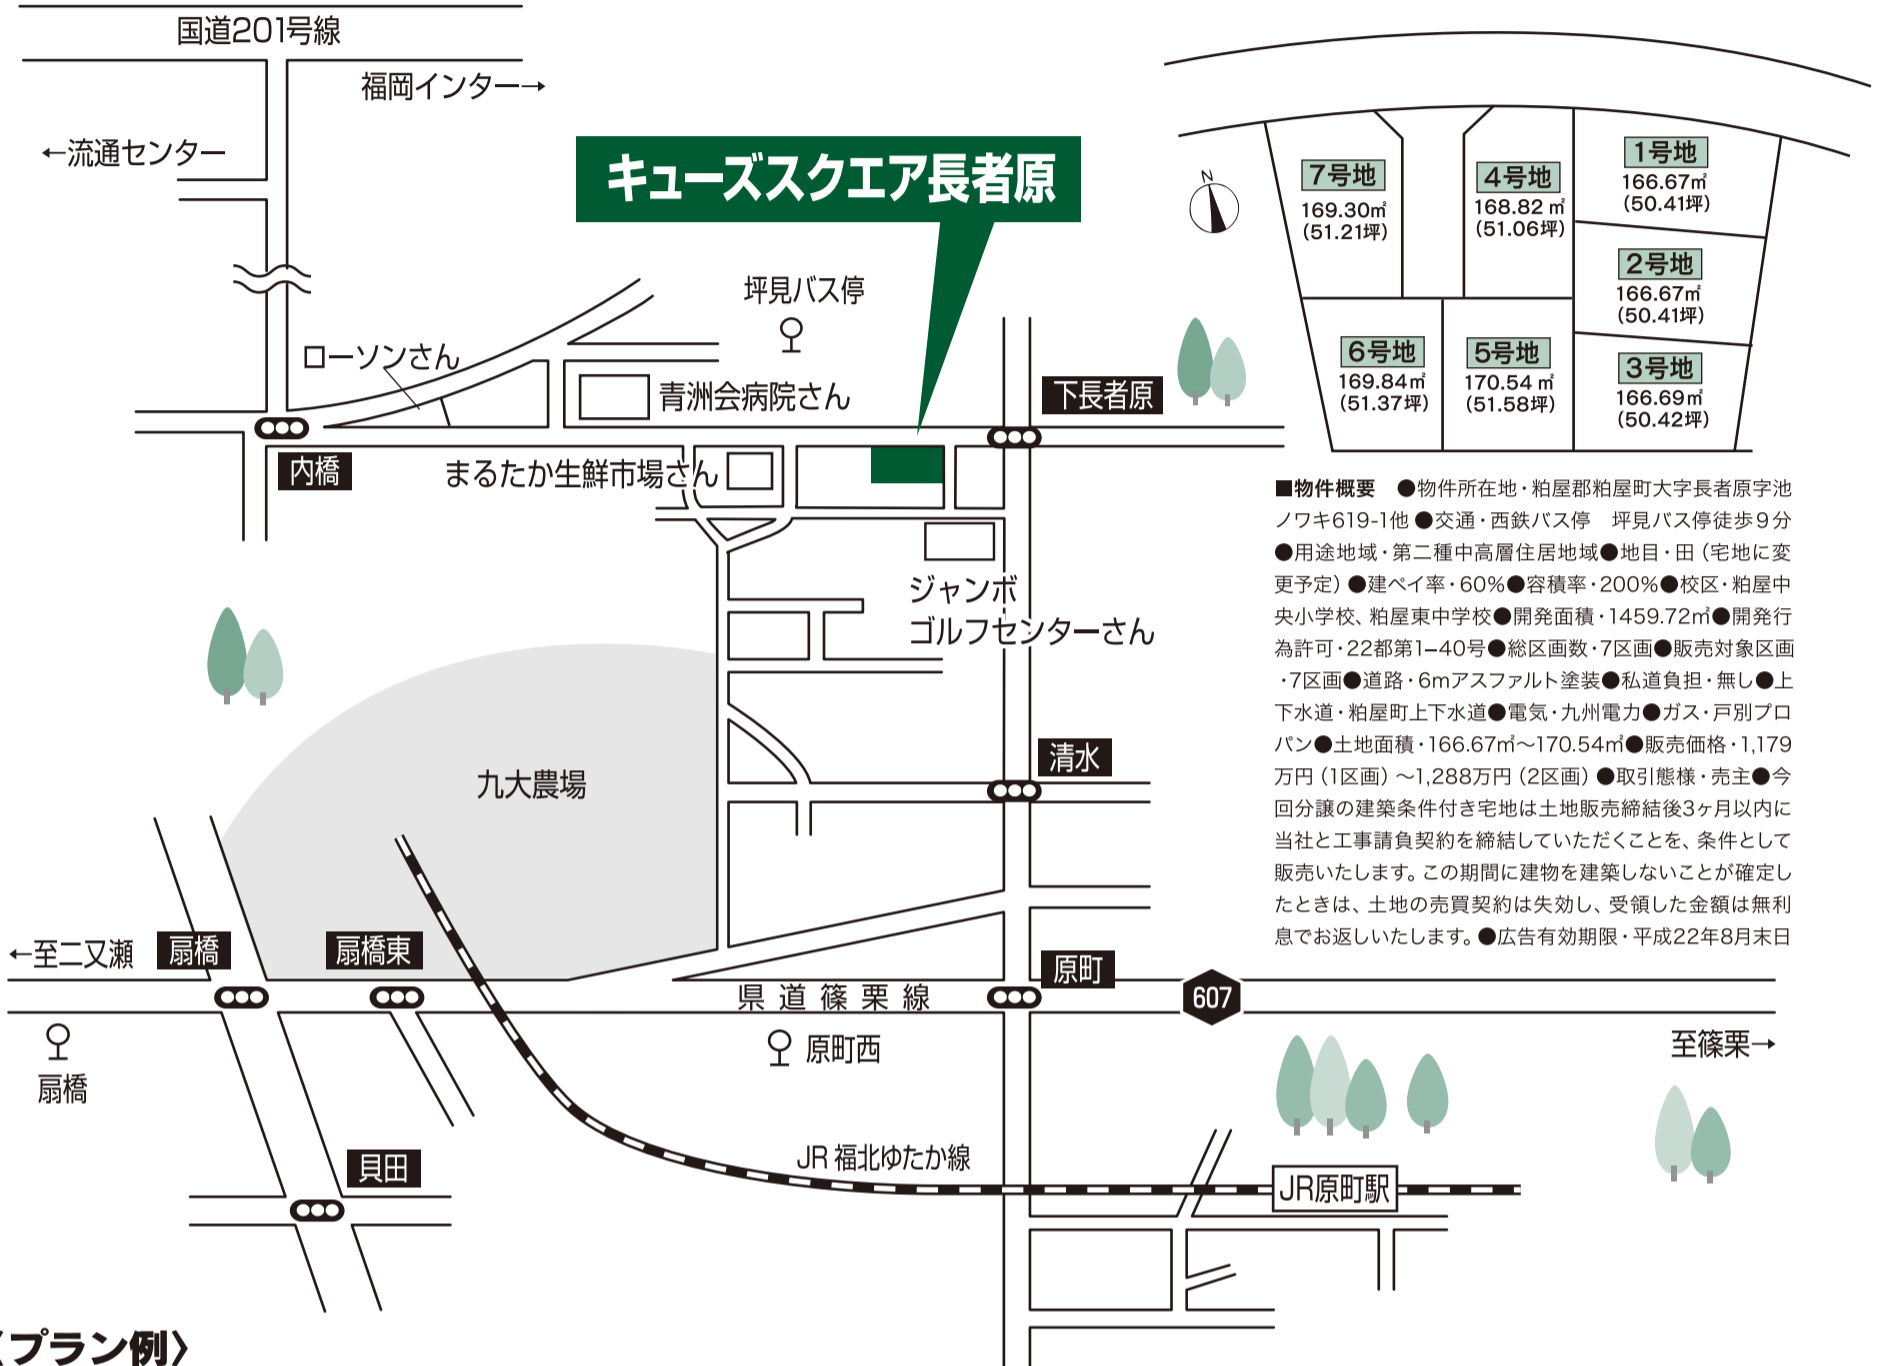 国道201号線
福岡インター→
←流通センター
キューズスクエア長者原
坪見バス停
ローソンさん
青洲会病院さん
下長者原
内橋
まるたか生鮮市場さん
ジャンボ
ゴルフセンターさん
九大農場
清水
←至二又瀬
扇橋
扇橋東
原町
県道篠栗線
607
扇橋
原町西
至篠栗→
JR 福北ゆたか線
貝田
JR原町駅
〈プラン例〉
N
7号地
169.30㎡
(51.21坪)
4号地
168.82 ㎡
(51.06坪)
1号地
166.67㎡
(50.41坪)
2号地
166.67㎡
(50.41坪)
6号地
169.84㎡
(51.37坪)
5号地
170.54 ㎡
(51.58坪)
3号地
166.69㎡
(50.42坪)
■物件概要 ●物件所在地・粕屋郡粕屋町大字長者原字池
ノワキ619-1他 ●交通・西鉄バス停 坪見バス停徒歩９分
●用途地域・第二種中高層住居地域●地目・田（宅地に変
更予定）●建ペイ率・60%●容積率・200%●校区・粕屋中
央小学校、粕屋東中学校●開発面積・1459.72㎡●開発行
為許可・22都第1–40号●総区画数・7区画●販売対象区画
・7区画●道路・6mアスファルト塗装●私道負担・無し●上
下水道・粕屋町上下水道●電気・九州電力●ガス・戸別プロ
パン●土地面積・166.67㎡～170.54㎡●販売価格・1,179
万円（1区画）～1,288万円（2区画）●取引態様・売主●今
回分譲の建築条件付き宅地は土地販売締結後3ヶ月以内に
当社と工事請負契約を締結していただくことを、条件として
販売いたします。この期間に建物を建築しないことが確定し
たときは、土地の売買契約は失効し、受領した金額は無利
息でお返しいたします。●広告有効期限・平成22年8月末日